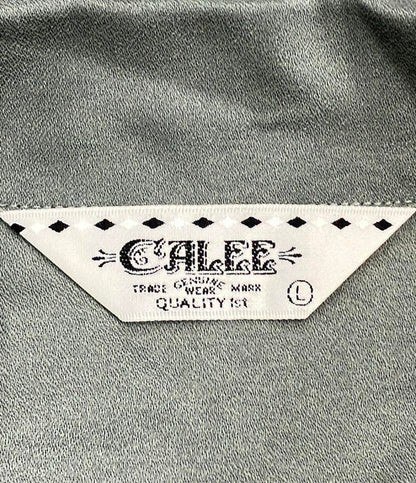 CALEE
TRADE GENUINE WEAR MARK
QUALITY 1st
L